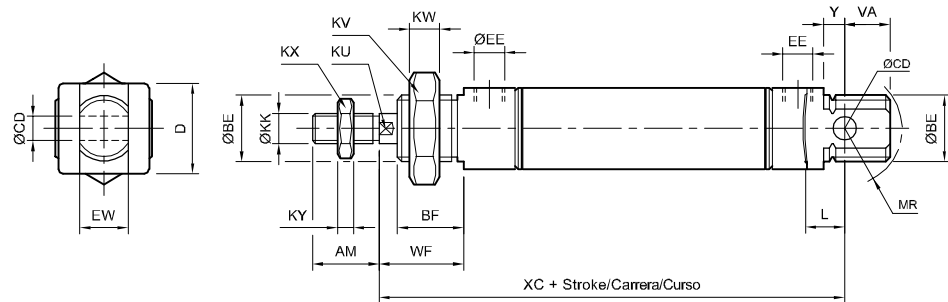 KW
Y
VA
KV
ØEE
EE
KX
KU
ØCD
ØCD
D
ØBE
ØKK
ØBE
EW
KY
BF
L
MR
AM
WF
XC + Stroke/Carrera/Curso